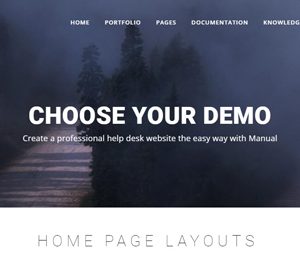 HOME PORTFOLIO PAGES DOCUMENTATION KNOWLEDG
CHOOSE YOUR DEMO
Create a professional help desk website the easy way with Manual
HOME PAGE LAYOUTS